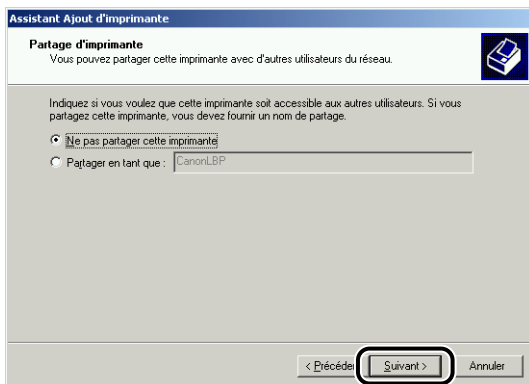 Assistant Ajout d'imprimante
Partage d'imprimante
Vous pouvez partager cette imprimante avec d'autres utilisateurs du réseau.
Indiquez si vous voulez que cette imprimante soit accessible aux autres utilisateurs. Si vous
partagez cette imprimante, vous devez fournir un nom de partage.
Ne pas partager cette imprimante
Partager en tant que : CanonLBP
< Précéder Suivant > Annuler